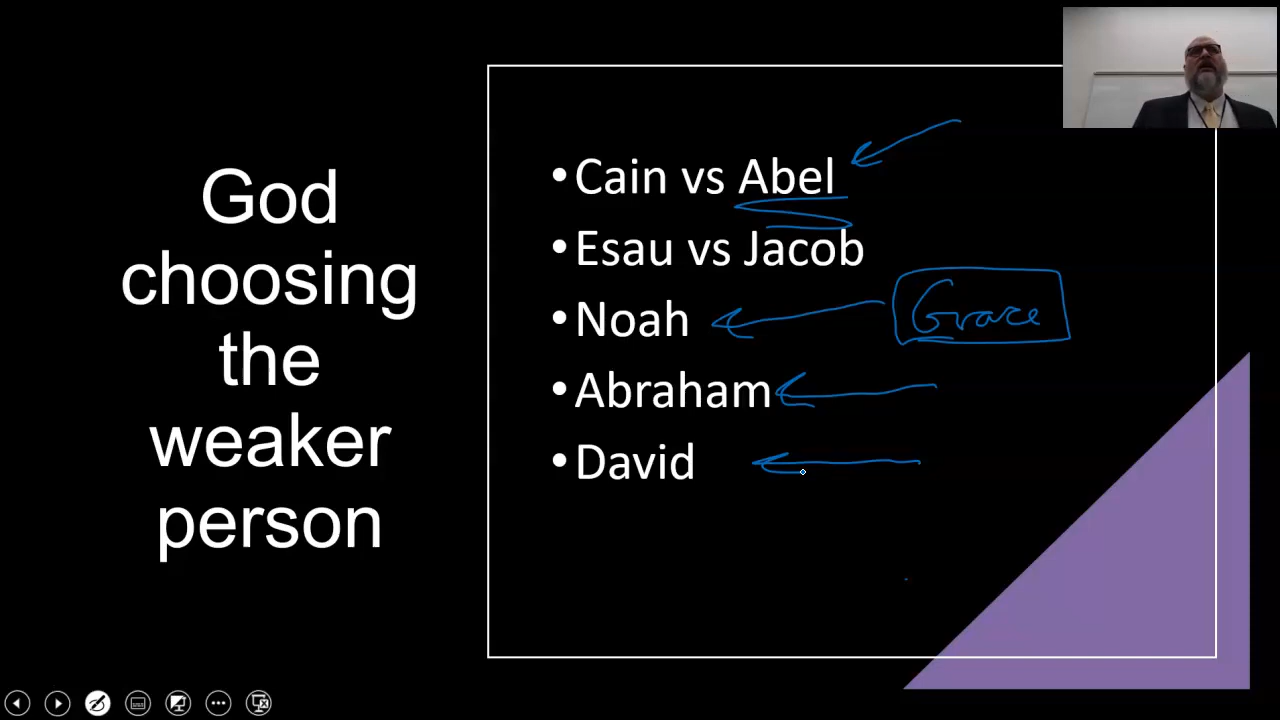 God
choosing
the
weaker
person
•Cain vs Abel
•Esau vs Jacob
•Noah
Grace
•Abraham
•David